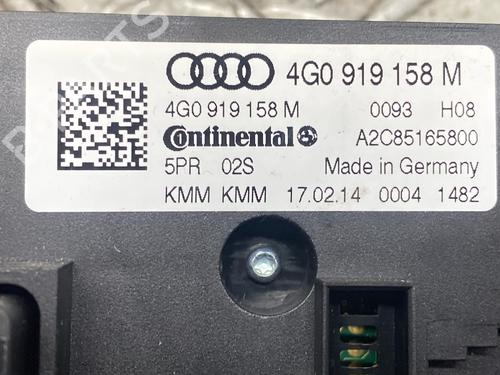 4G0 919 158 M
4G0 919 158 M 0093 H08
Continental A2C85165800
5PR 02S Made in Germany
KMM KMM 17.02.14 0004 1482